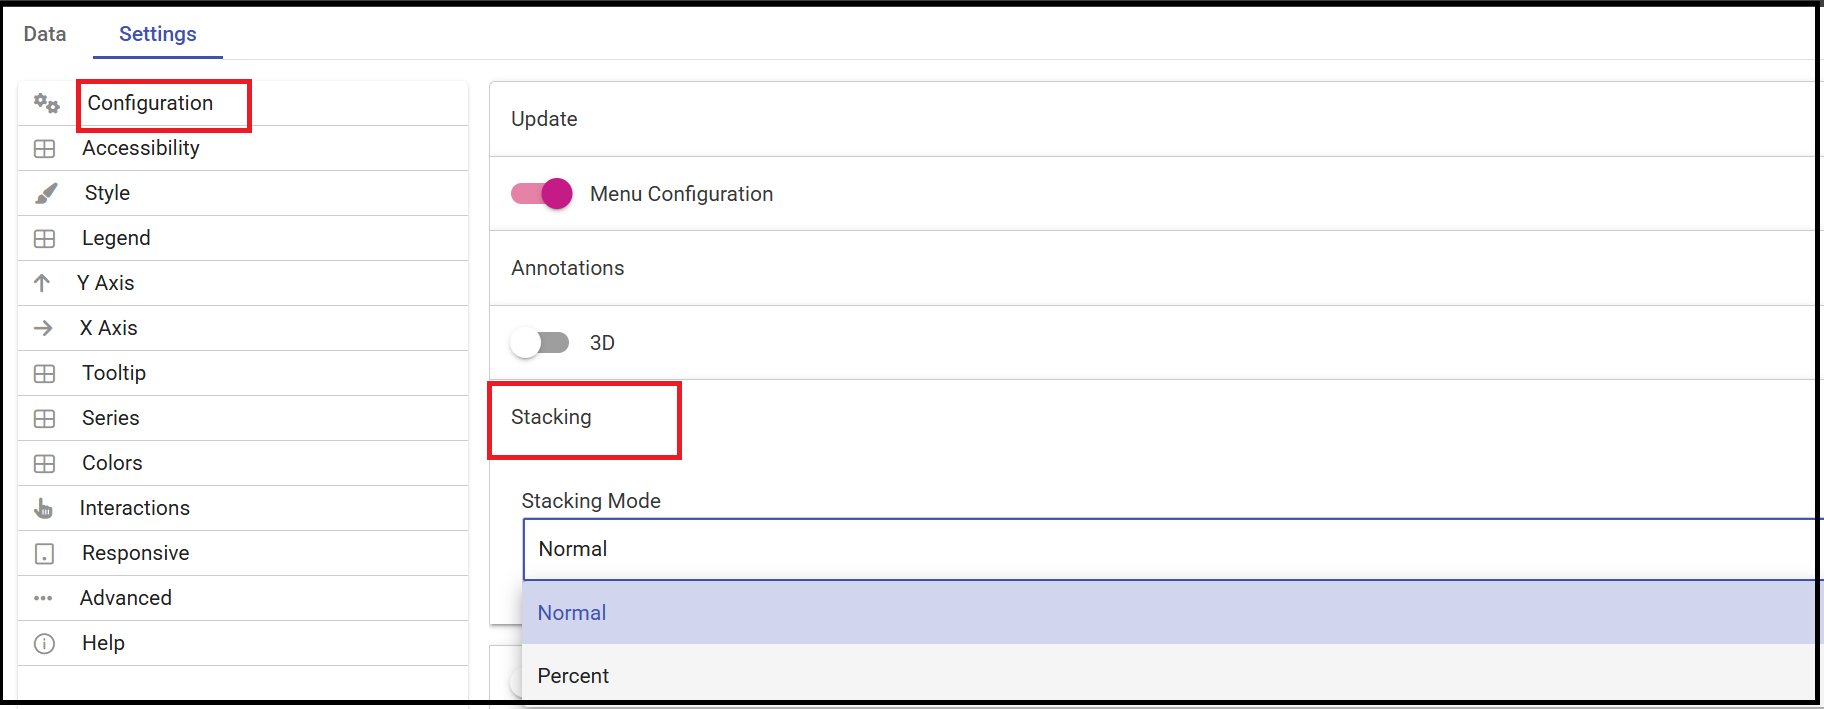 Data
Settings
Configuration
Accessibility
Style
Legend
Y Axis
X Axis
Tooltip
Series
Colors
Interactions
Responsive
Advanced
Help
Update
Menu Configuration
Annotations
3D
Stacking
Stacking Mode
Normal
Normal
Percent